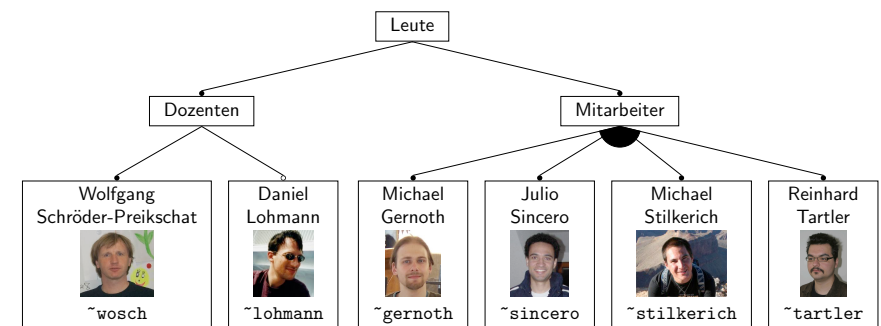 Leute
Dozenten
Mitarbeiter
Wolfgang
Schröder-Preikschat
~wosch
Daniel
Lohmann
~lohmann
Michael
Gernoth
~gernoth
Julio
Sincero
~sincero
Michael
Stilkerich
~stilkerich
Reinhard
Tartler
~tartler